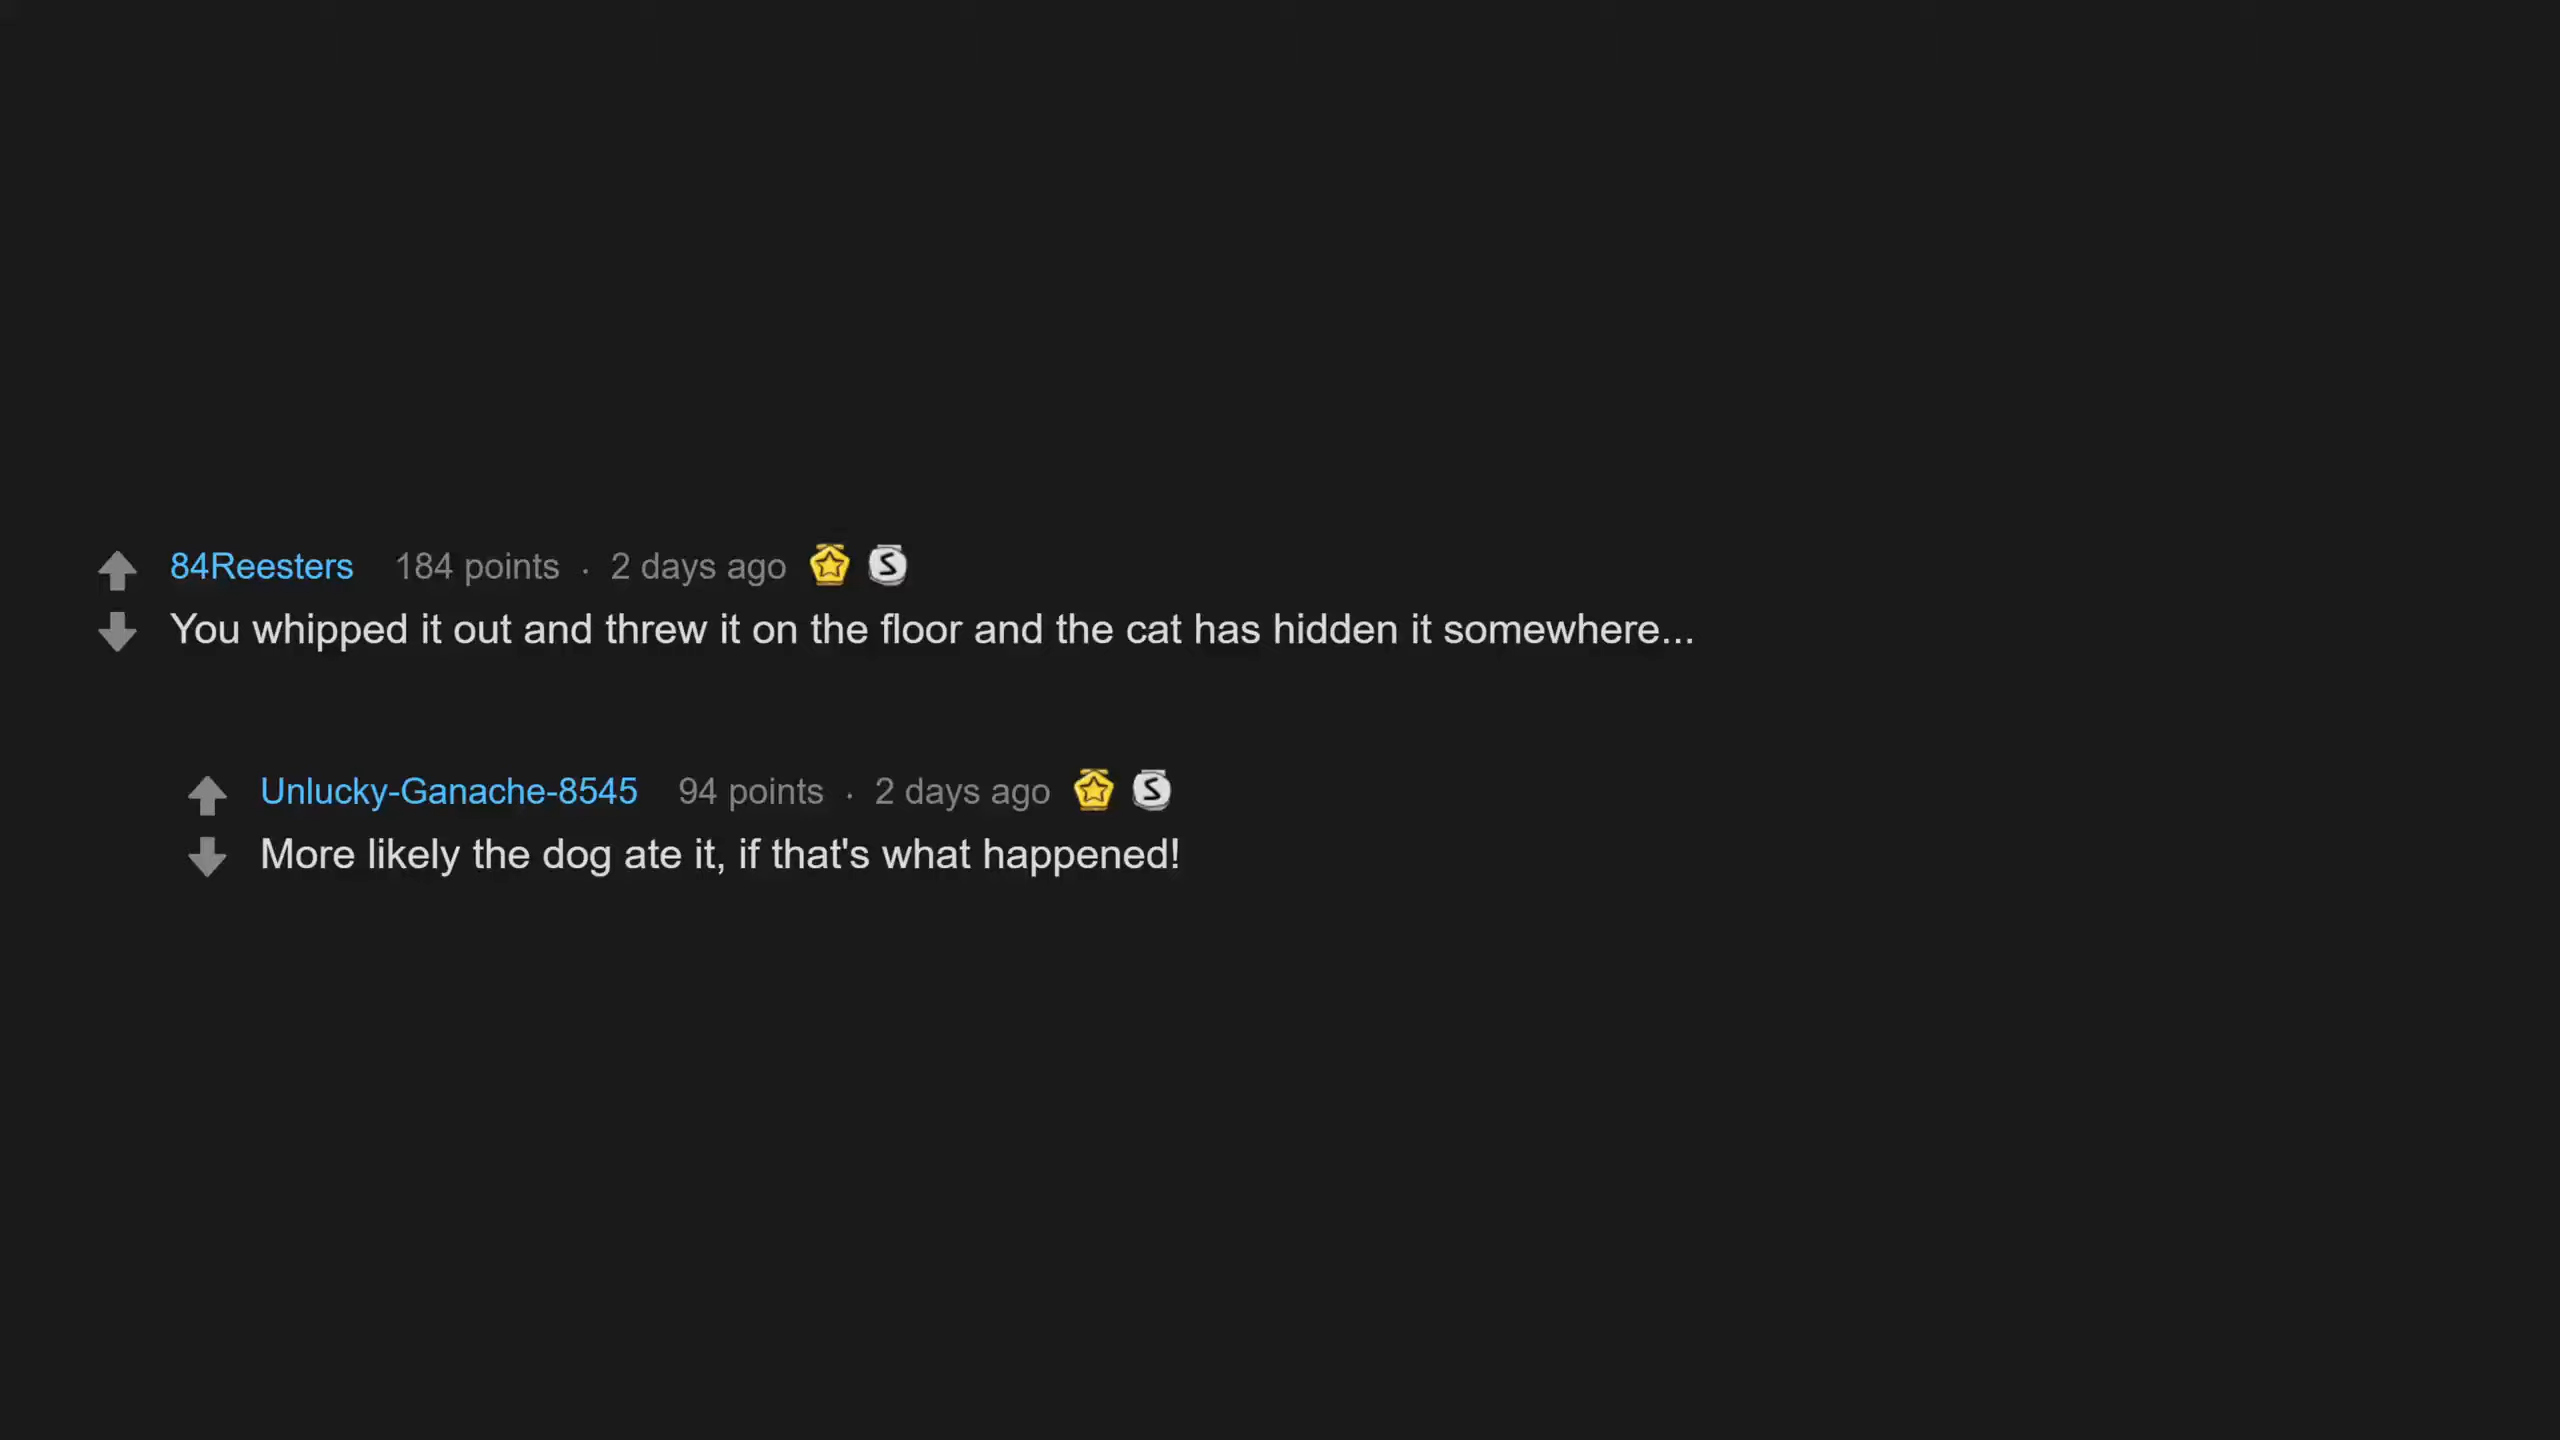 84Reesters 184 points · 2 days ago S
You whipped it out and threw it on the floor and the cat has hidden it somewhere...
Unlucky-Ganache-8545 94 points · 2 days ago S
More likely the dog ate it, if that's what happened!